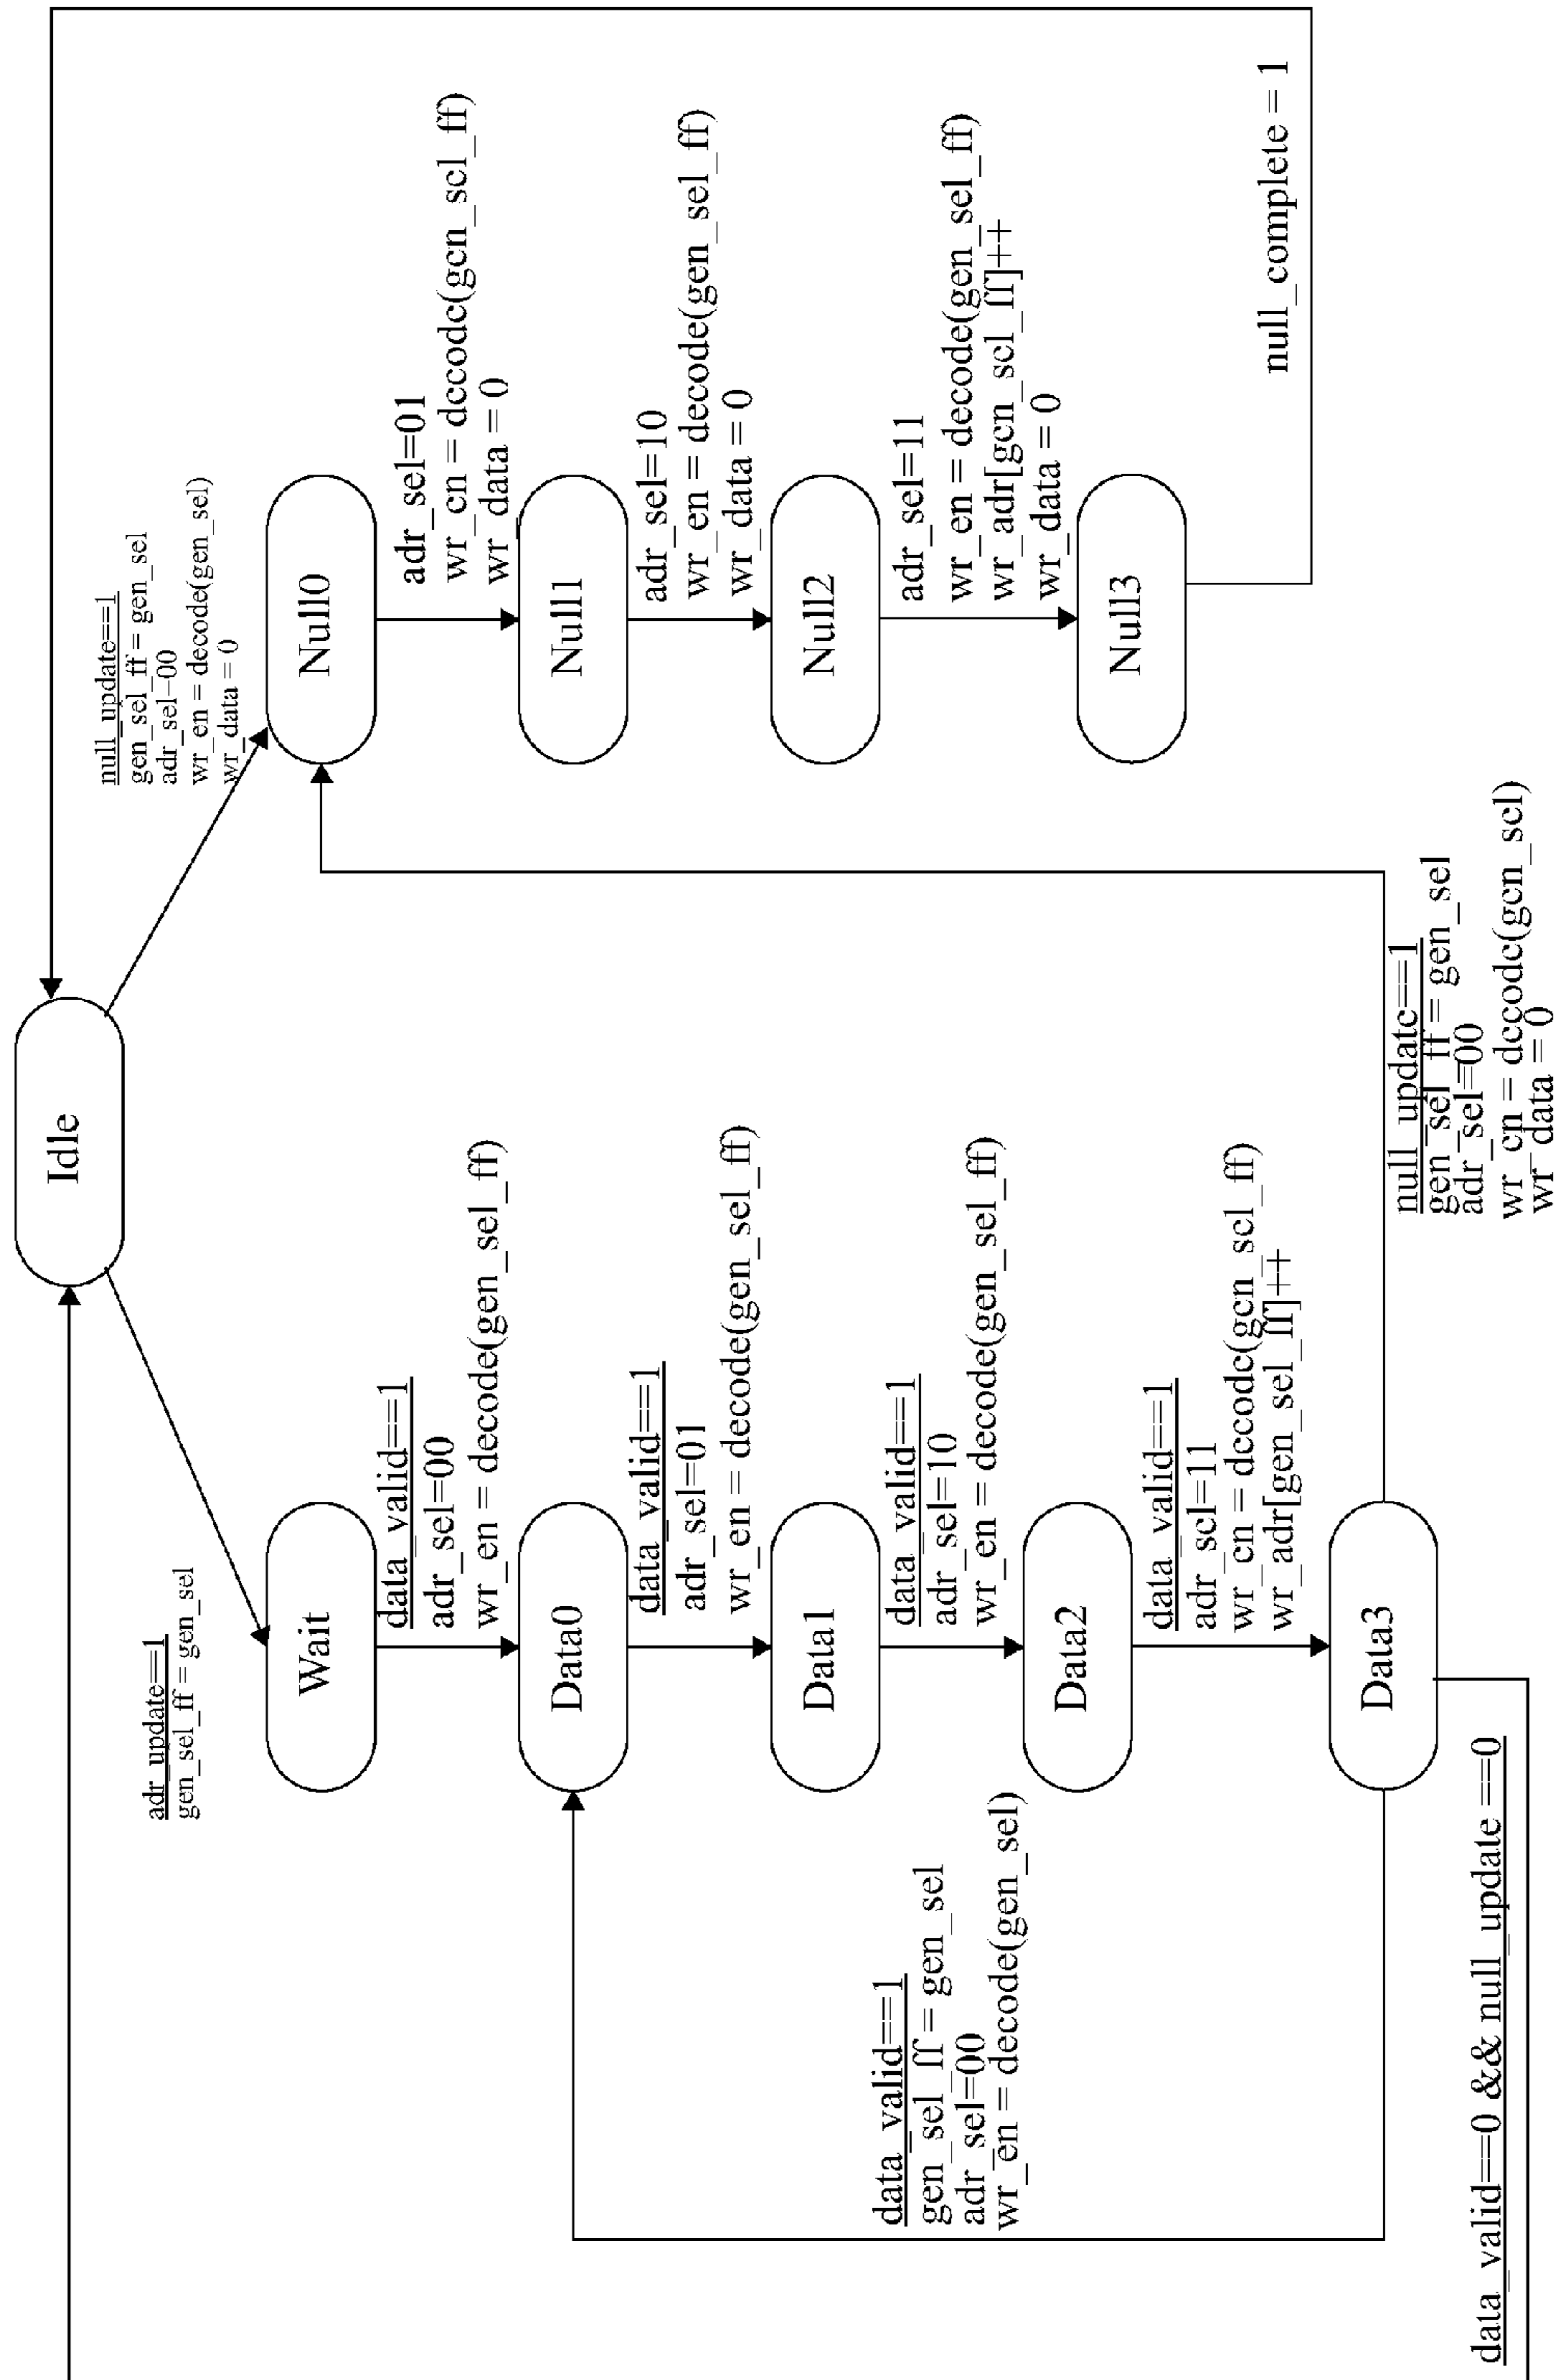 Idle
adr_update==1
gen_sel_ff = gen_sel
null_update==1
gen_sel_ff = gen_sel
adr_sel=00
wr_en = decode(gen_sel)
wr_data = 0
Wait
data_valid==1
adr_sel=00
wr_en = decode(gen_sel_ff)
Data0
data_valid==1
adr_sel=01
wr_en = decode(gen_sel_ff)
Data1
data_valid==1
adr_sel=10
wr_en = decode(gen_sel_ff)
Data2
data_valid==1
adr_sel=11
wr_en = decode(gen_sel_ff)
wr_adr[gen_sel_ff]++
Data3
data_valid==1
gen_sel_ff = gen_sel
adr_sel=00
wr_en = decode(gen_sel)
data_valid==0 && null_update ==0
null_update==1
gen_sel_ff = gen_sel
adr_sel=00
wr_en = decode(gen_sel)
wr_data = 0
Null0
adr_sel=01
wr_en = decode(gen_sel_ff)
wr_data = 0
Null1
adr_sel=10
wr_en = decode(gen_sel_ff)
wr_data = 0
Null2
adr_sel=11
wr_en = decode(gen_sel_ff)
wr_adr[gen_sel_ff]++
wr_data = 0
Null3
null_complete = 1